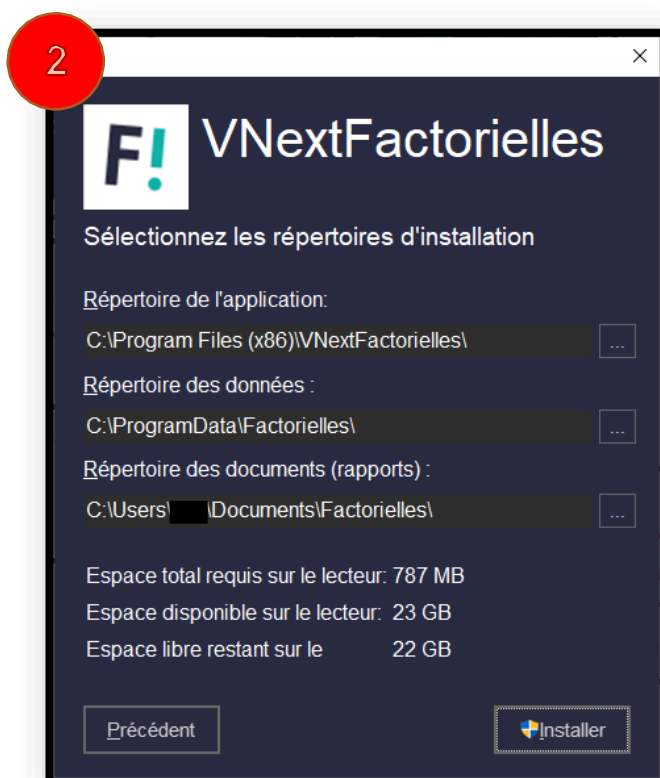 2
F!
VNextFactorielles
Sélectionnez les répertoires d'installation
Répertoire de l'application:
C:\Program Files (x86)\VNextFactorielles\
...
Répertoire des données :
C:\ProgramData\Factorielles\
...
Répertoire des documents (rapports) :
C:\Users\ \Documents\Factorielles\
...
Espace total requis sur le lecteur: 787 MB
Espace disponible sur le lecteur: 23 GB
Espace libre restant sur le 22 GB
Précédent
Installer